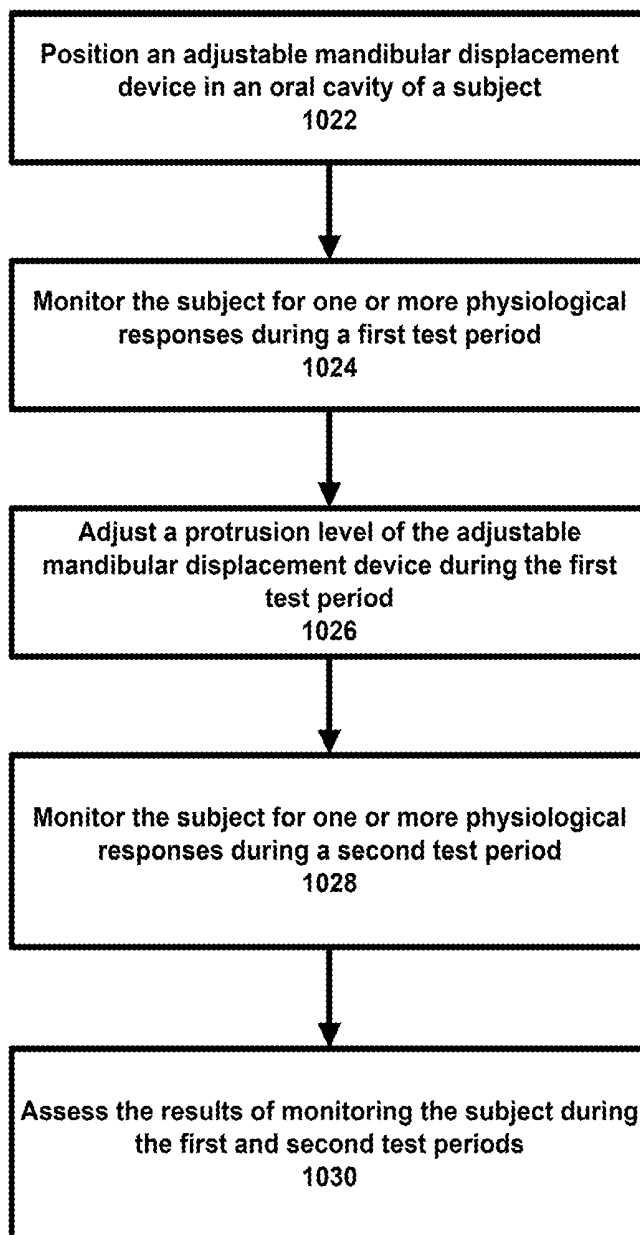 Position an adjustable mandibular displacement
device in an oral cavity of a subject
1022
Monitor the subject for one or more physiological
responses during a first test period
1024
Adjust a protrusion level of the adjustable
mandibular displacement device during the first
test period
1026
Monitor the subject for one or more physiological
responses during a second test period
1028
Assess the results of monitoring the subject during
the first and second test periods
1030